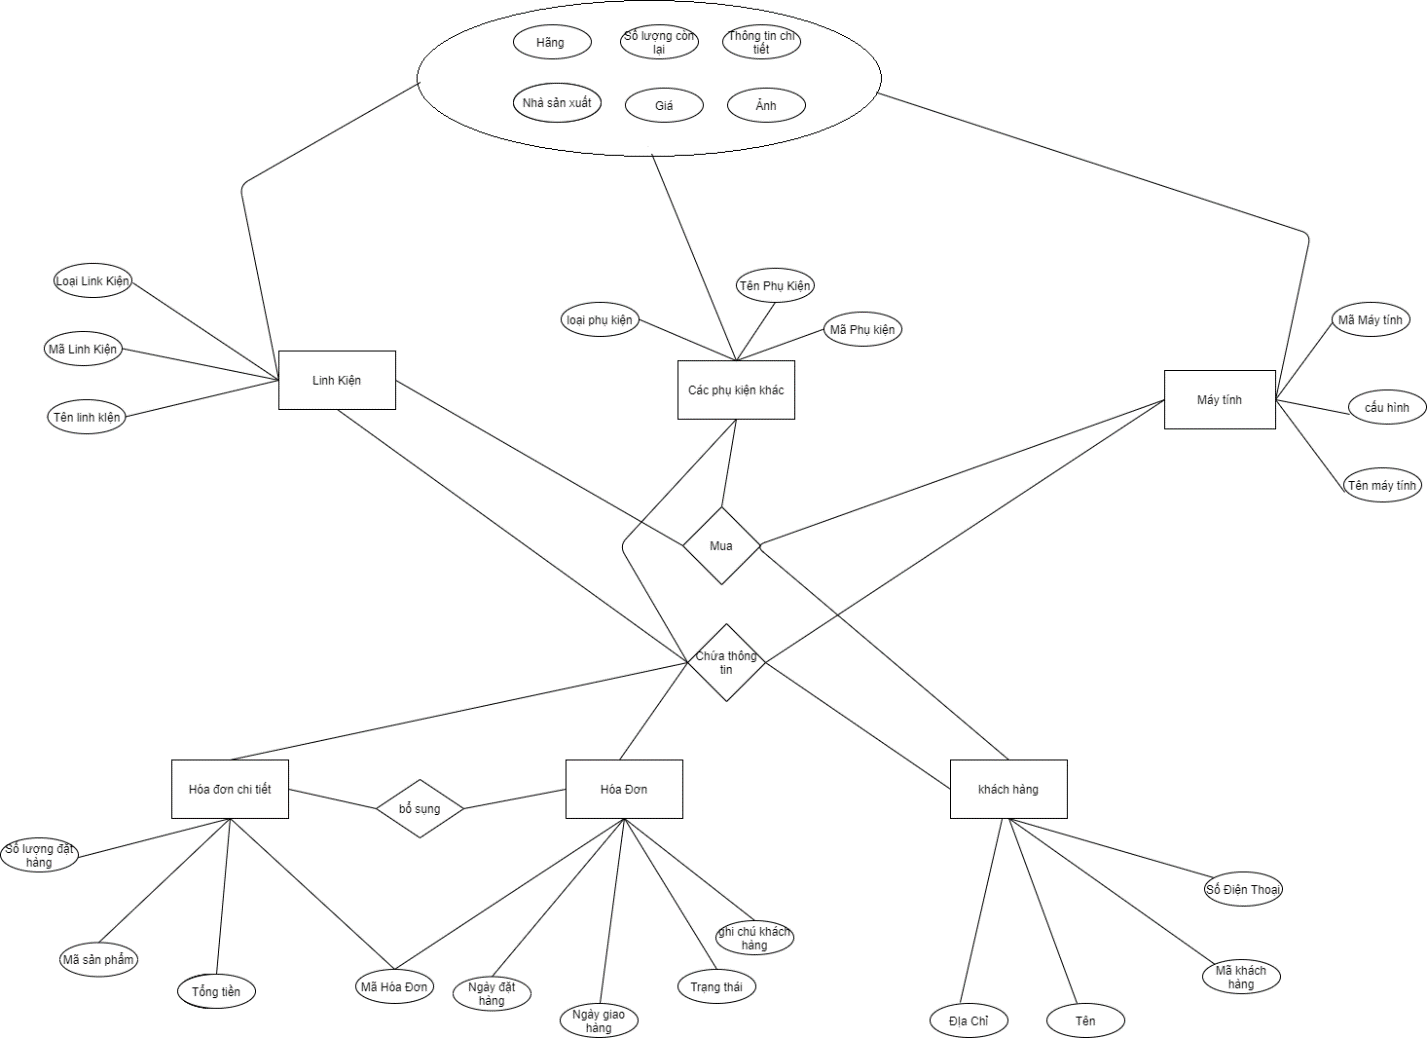 Hãng
Số lượng còn
lại
Thông tin chi
tiết
Nhà sản xuất
Giá
Ảnh
Loại Link Kiện
Mã Linh Kiện
Tên linh kiện
loại phụ kiện
Tên Phụ Kiện
Mã Phụ kiện
Mã Máy tính
cấu hình
Tên máy tính
Linh Kiện
Các phụ kiện khác
Máy tính
Mua
Chứa thông
tin
Hóa đơn chi tiết
bổ sụng
Hóa Đơn
khách hàng
Số lượng đặt
hàng
Mã sản phẩm
Tổng tiền
Mã Hóa Đơn
Ngày đặt
hàng
Ngày giao
hàng
Trạng thái
ghi chú khách
hàng
Địa Chỉ
Tên
Mã khách
hàng
Số Điện Thoại